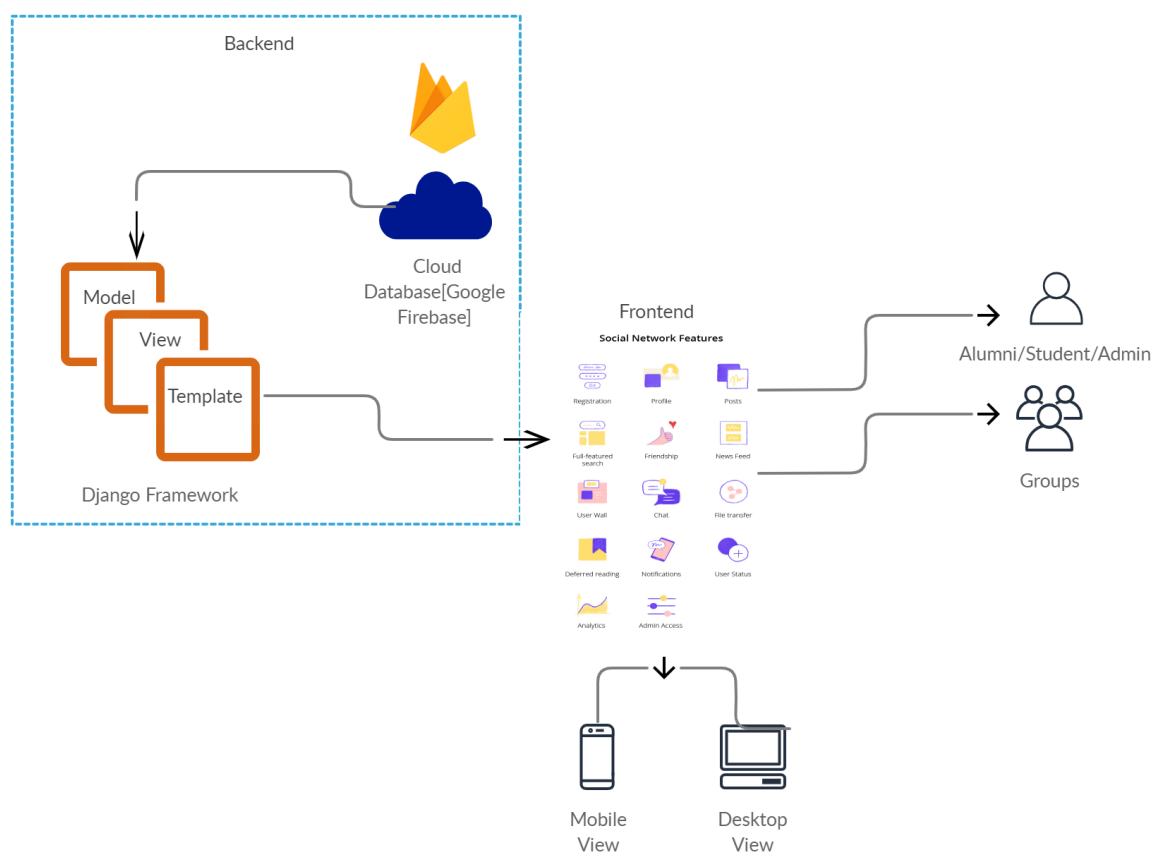 Backend
Cloud
Database[Google
Firebase]
Model
View
Template
Django Framework
Frontend
Social Network Features
Registration
Profile
Posts
Full-featured
search
Friendship
News Feed
User Wall
Chat
File transfer
Deferred reading
Notifications
User Status
Analytics
Admin Access
Alumni/Student/Admin
Groups
Mobile
View
Desktop
View